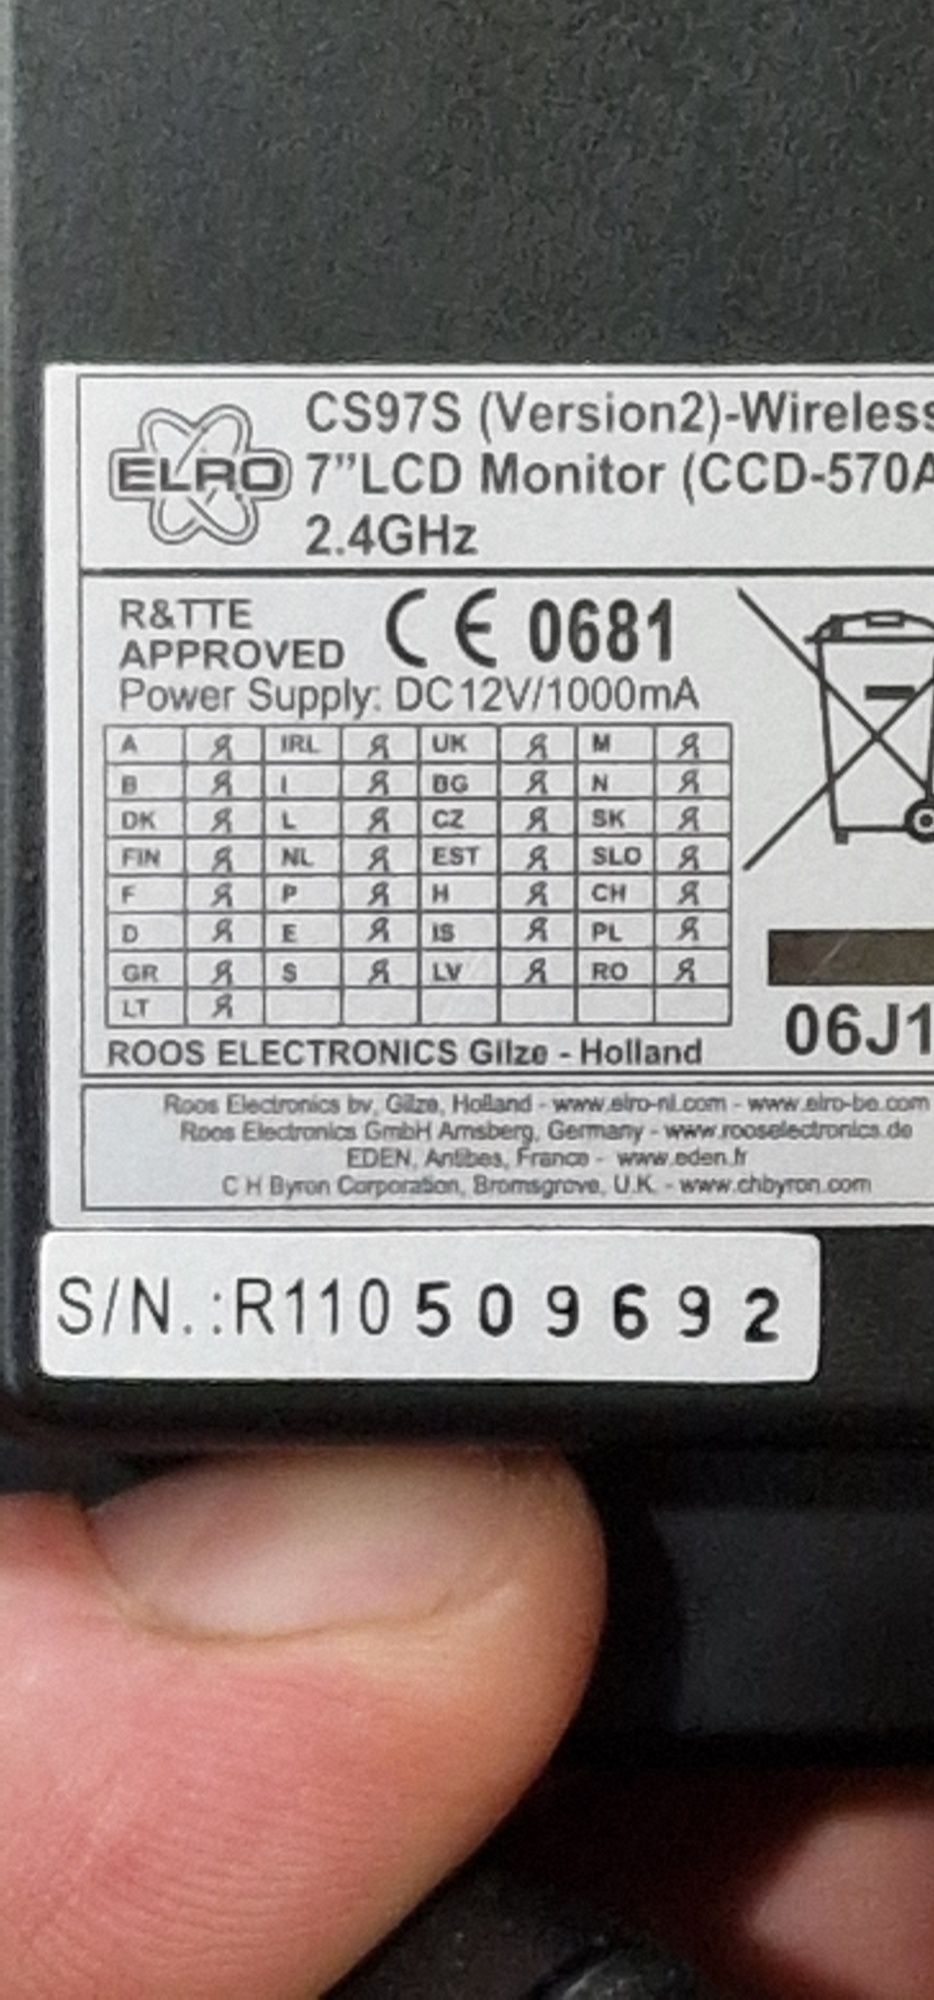 CS97S (Version2)-Wireless
ELRO 7"LCD Monitor (CCD-570A
2.4GHz
R&TTE
APPROVED CE 0681
Power Supply: DC12V/1000mA
A IRL UK M
B I BG N
DK L CZ SK
FIN NL EST SLO
F P H CH
D E IS PL
GR S LV RO
LT
06J1
ROOS ELECTRONICS Gilze - Holland
Roos Electronics bv, Gilze, Holland - www.elro-nl.com - www.elro-be.com
Roos Electronics GmbH Arnsberg, Germany - www.rooselectronics.de
EDEN, Antibes, France - www.eden.fr
C H Byron Corporation, Bromsgrove, U.K. - www.chbyron.com
S/N.:R110509692